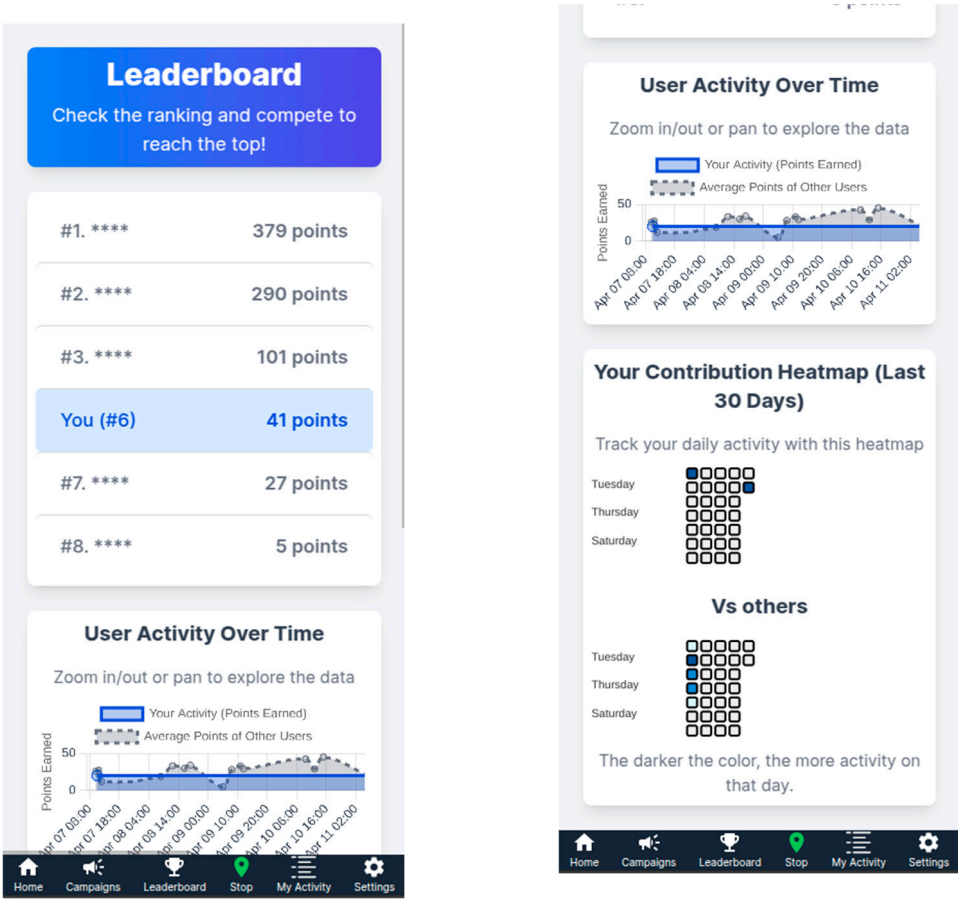 Leaderboard
Check the ranking and compete to
reach the top!
#1. **** 379 points
#2. **** 290 points
#3. **** 101 points
You (#6) 41 points
#7. **** 27 points
#8. **** 5 points
User Activity Over Time
Zoom in/out or pan to explore the data
Your Activity (Points Earned)
Average Points of Other Users
Points Earned
50
0
Apr 07 08:00
Apr 07 18:00
Apr 08 04:00
Apr 08 14:00
Apr 09 00:00
Apr 09 10:00
Apr 09 20:00
Apr 10 06:00
Apr 10 16:00
Apr 11 02:00
Home Campaigns Leaderboard Stop My Activity Settings
User Activity Over Time
Zoom in/out or pan to explore the data
Your Activity (Points Earned)
Average Points of Other Users
Points Earned
50
0
Apr 07 08:00
Apr 07 18:00
Apr 08 04:00
Apr 08 14:00
Apr 09 00:00
Apr 09 10:00
Apr 09 20:00
Apr 10 06:00
Apr 10 16:00
Apr 11 02:00
Your Contribution Heatmap (Last
30 Days)
Track your daily activity with this heatmap
Tuesday
Thursday
Saturday
Vs others
Tuesday
Thursday
Saturday
The darker the color, the more activity on
that day.
Home Campaigns Leaderboard Stop My Activity Settings